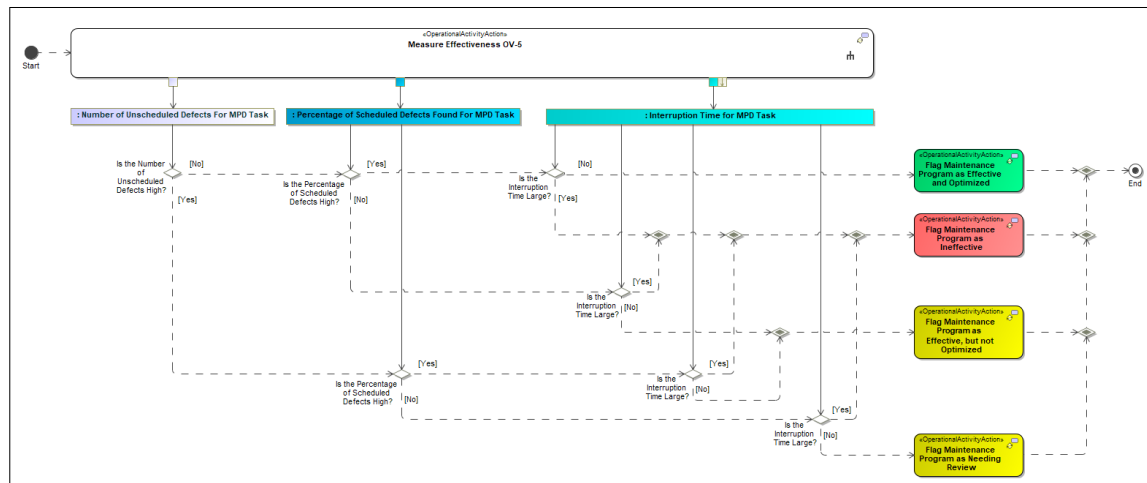 «OperationalActivityAction»
Measure Effectiveness OV-5
Start
: Number of Unscheduled Defects For MPD Task
: Percentage of Scheduled Defects Found For MPD Task
: Interruption Time for MPD Task
Is the Number
of
Unscheduled
Defects High?
[No]
[Yes]
Is the Percentage
of Scheduled
Defects High?
[Yes]
[No]
Is the
Interruption
Time Large?
[No]
[Yes]
«OperationalActivityAction»
Flag Maintenance
Program as Effective
and Optimized
End
«OperationalActivityAction»
Flag Maintenance
Program as
Ineffective
Is the
Interruption
Time Large?
[Yes]
[No]
«OperationalActivityAction»
Flag Maintenance
Program as
Effective, but not
Optimized
Is the Percentage
of Scheduled
Defects High?
[Yes]
[No]
Is the
Interruption
Time Large?
[Yes]
[No]
Is the
Interruption
Time Large?
[Yes]
[No]
«OperationalActivityAction»
Flag Maintenance
Program as Needing
Review